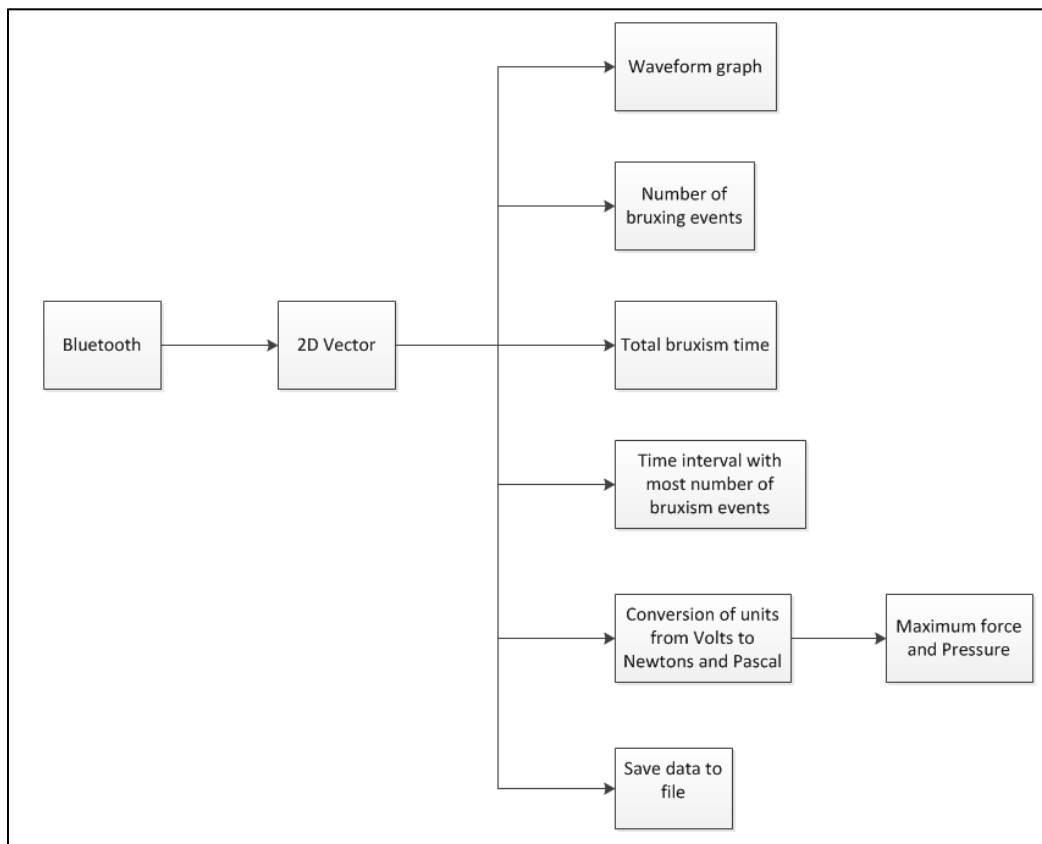 Waveform graph
Number of
bruxing events
Bluetooth
2D Vector
Total bruxism time
Time interval with
most number of
bruxism events
Conversion of units
from Volts to
Newtons and Pascal
Maximum force
and Pressure
Save data to
file